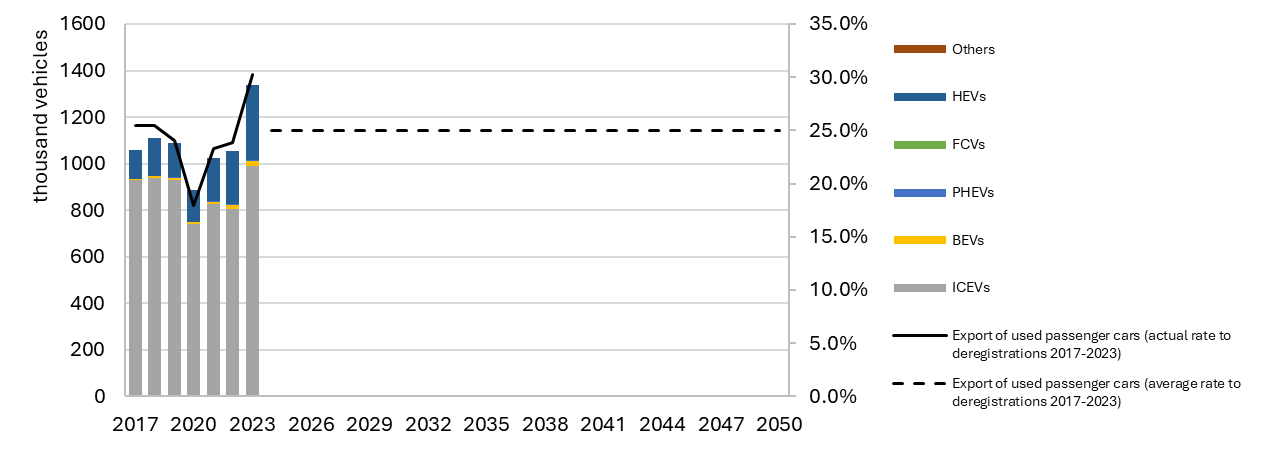 thousand vehicles
1600
1400
1200
1000
800
600
400
200
0
35.0%
30.0%
25.0%
20.0%
15.0%
10.0%
5.0%
0.0%
2017 2020 2023 2026 2029 2032 2035 2038 2041 2044 2047 2050
Others
HEVs
FCVs
PHEVs
BEVs
ICEVs
Export of used passenger cars (actual rate to
deregistrations 2017-2023)
Export of used passenger cars (average rate to
deregistrations 2017-2023)